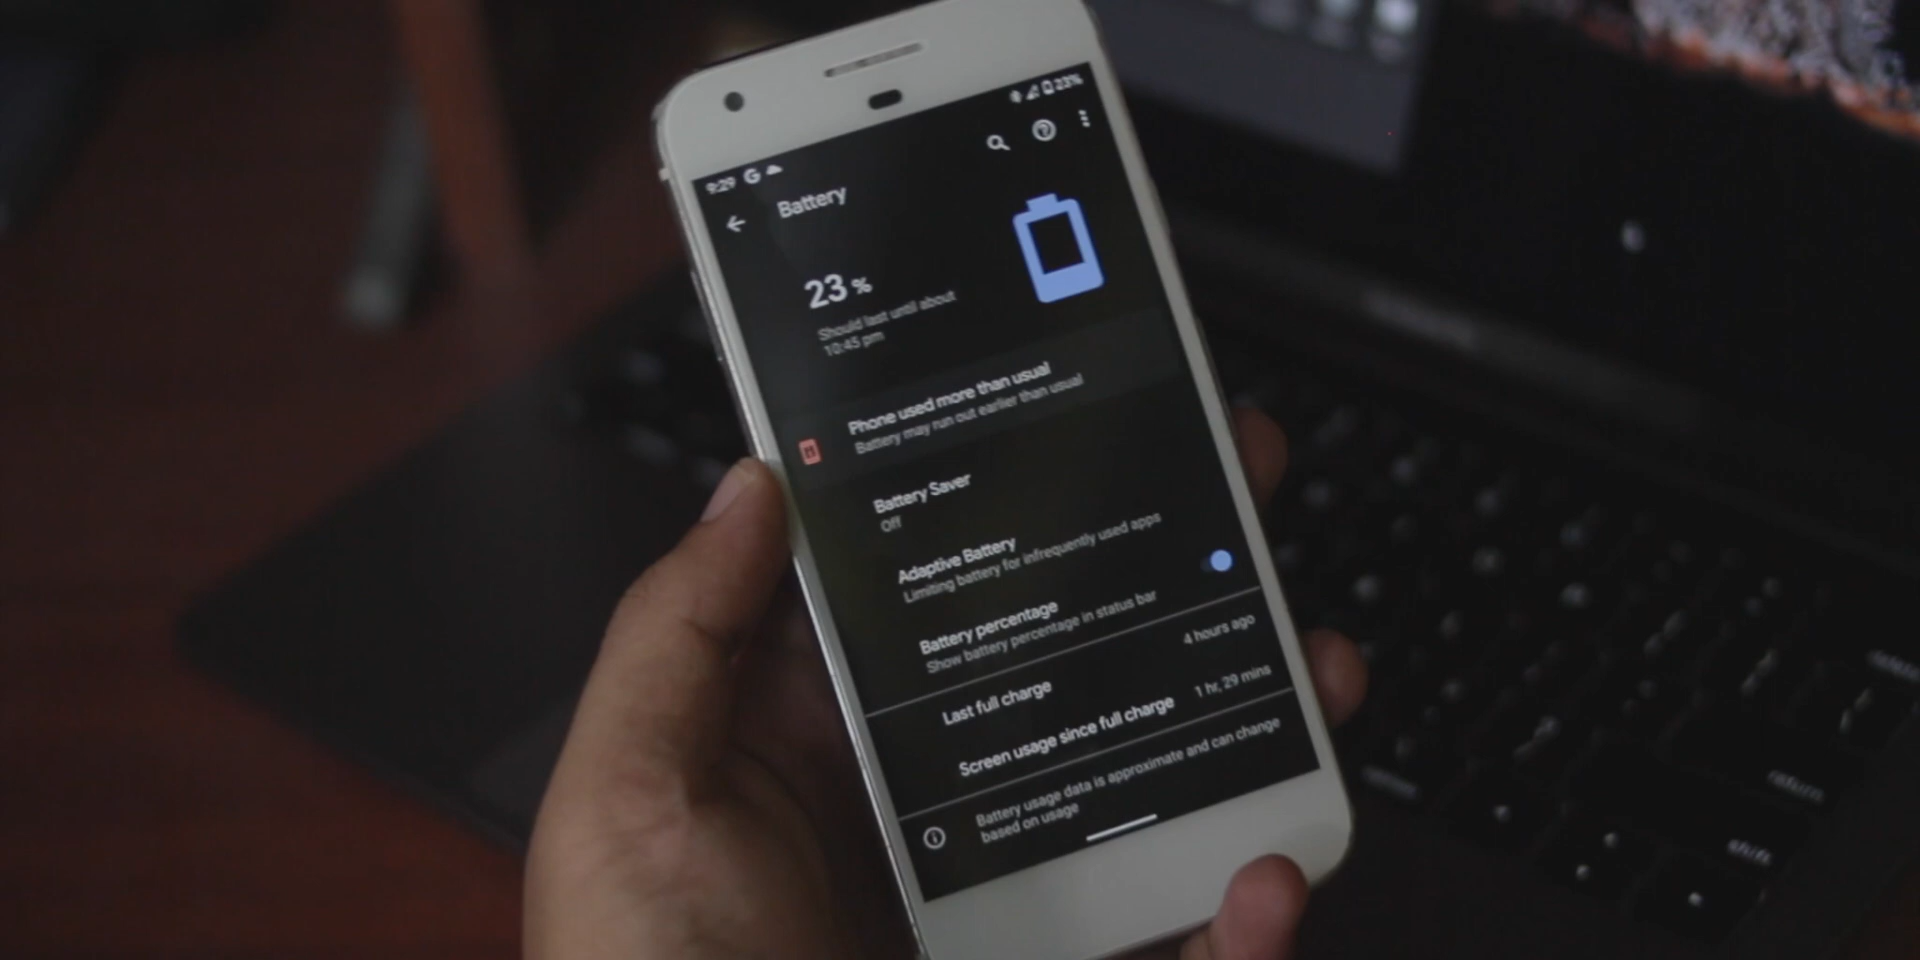 9:29 G
23%
Battery
23 %
Should last until about
10:45 pm
Phone used more than usual
Battery may run out earlier than usual
Battery Saver
Off
Adaptive Battery
Limiting battery for infrequently used apps
Battery percentage
Show battery percentage in status bar
Last full charge
4 hours ago
Screen usage since full charge
1 hr, 29 mins
Battery usage data is approximate and can change
based on usage
return
shift